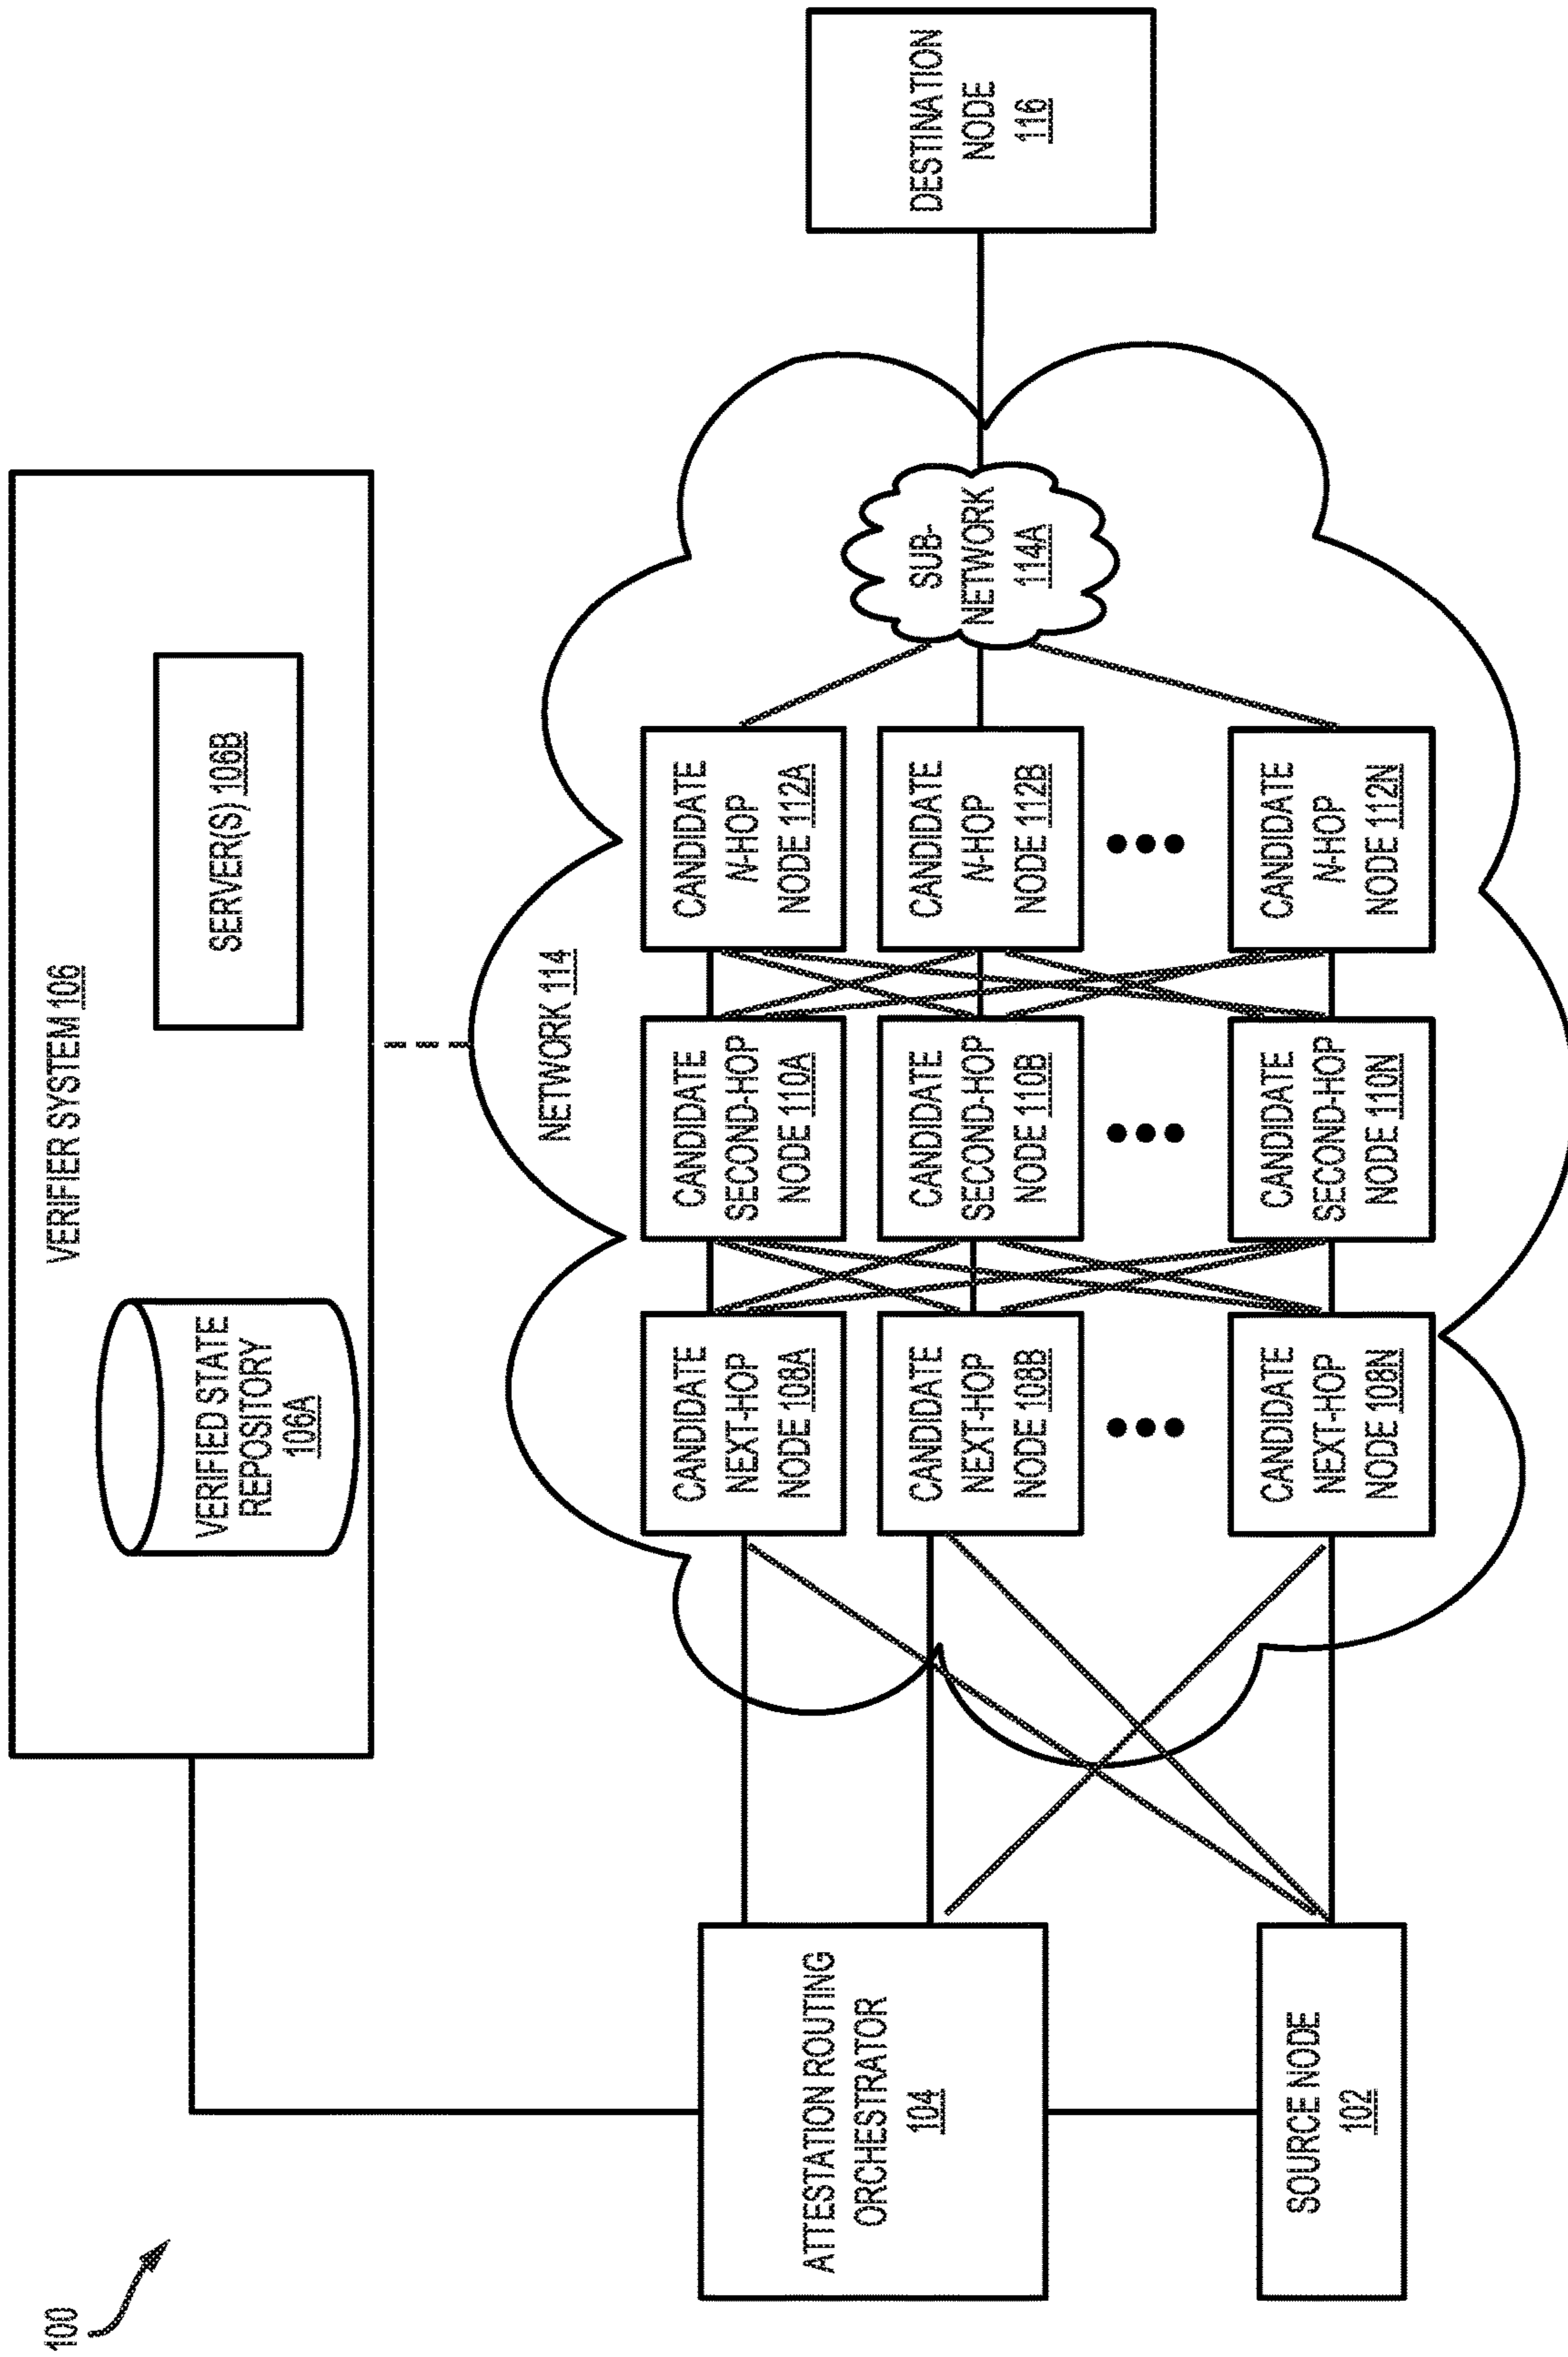 100
VERIFIER SYSTEM 106
VERIFIED STATE
REPOSITORY
106A
SERVER(S) 106B
NETWORK 114
ATTESTATION ROUTING
ORCHESTRATOR
104
SOURCE NODE
102
CANDIDATE
NEXT-HOP
NODE 108A
CANDIDATE
SECOND-HOP
NODE 110A
CANDIDATE
N-HOP
NODE 112A
CANDIDATE
NEXT-HOP
NODE 108B
CANDIDATE
SECOND-HOP
NODE 110B
CANDIDATE
N-HOP
NODE 112B
CANDIDATE
NEXT-HOP
NODE 108N
CANDIDATE
SECOND-HOP
NODE 110N
CANDIDATE
N-HOP
NODE 112N
SUB-
NETWORK
114A
DESTINATION
NODE
116